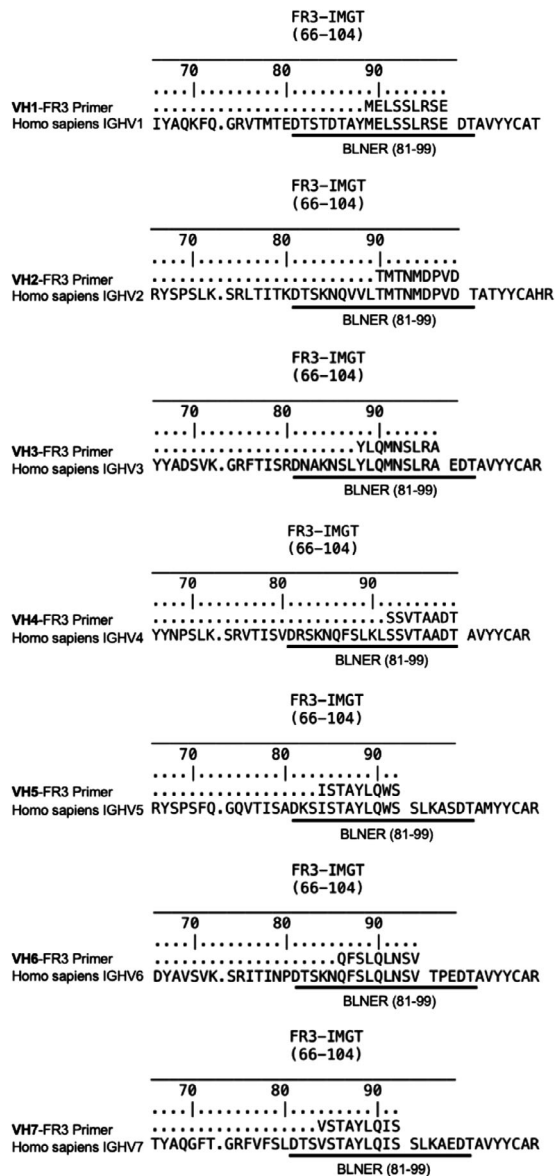 FR3-IMGT
(66-104)
70 80 90
....|.........|.........|.......
VH1-FR3 Primer .......................MELSSLRSE
Homo sapiens IGHV1 IYAQKFQ.GRVTMTEDTSTDTAYMELSSLRSE DTAVYYCAT
BLNER (81-99)
FR3-IMGT
(66-104)
70 80 90
....|.........|.........|........
VH2-FR3 Primer ........................TMTNMDPVD
Homo sapiens IGHV2 RYSPSLK.SRLTITKDTSKNQVVLTMTNMDPVD TATYYCAHR
BLNER (81-99)
FR3-IMGT
(66-104)
70 80 90
....|.........|.........|......
VH3-FR3 Primer ......................YLQMNSLRA
Homo sapiens IGHV3 YYADSVK.GRFTISRDNAKNSLYLQMNSLRA EDTAVYYCAR
BLNER (81-99)
FR3-IMGT
(66-104)
70 80 90
....|.........|.........|........
VH4-FR3 Primer .........................SSVTAADT
Homo sapiens IGHV4 YYNPSLK.SRVTISVDRSKNQFSLKLSSVTAADT AVYYCAR
BLNER (81-99)
FR3-IMGT
(66-104)
70 80 90
....|.........|.........|..
VH5-FR3 Primer ..................ISTAYLQWS
Homo sapiens IGHV5 RYSPSFQ.GQVTISADKSISTAYLQWS SLKASDTAMYYCAR
BLNER (81-99)
FR3-IMGT
(66-104)
70 80 90
....|.........|.........|....
VH6-FR3 Primer ....................QFSLQLNSV
Homo sapiens IGHV6 DYAVSVK.SRITINPDTSKNQFSLQLNSV TPEDTAVYYCAR
BLNER (81-99)
FR3-IMGT
(66-104)
70 80 90
....|.........|.........|..
VH7-FR3 Primer ..................VSTAYLQIS
Homo sapiens IGHV7 TYAQGFT.GRFVFSLDTSVSTAYLQIS SLKAEDTAVYYCAR
BLNER (81-99)